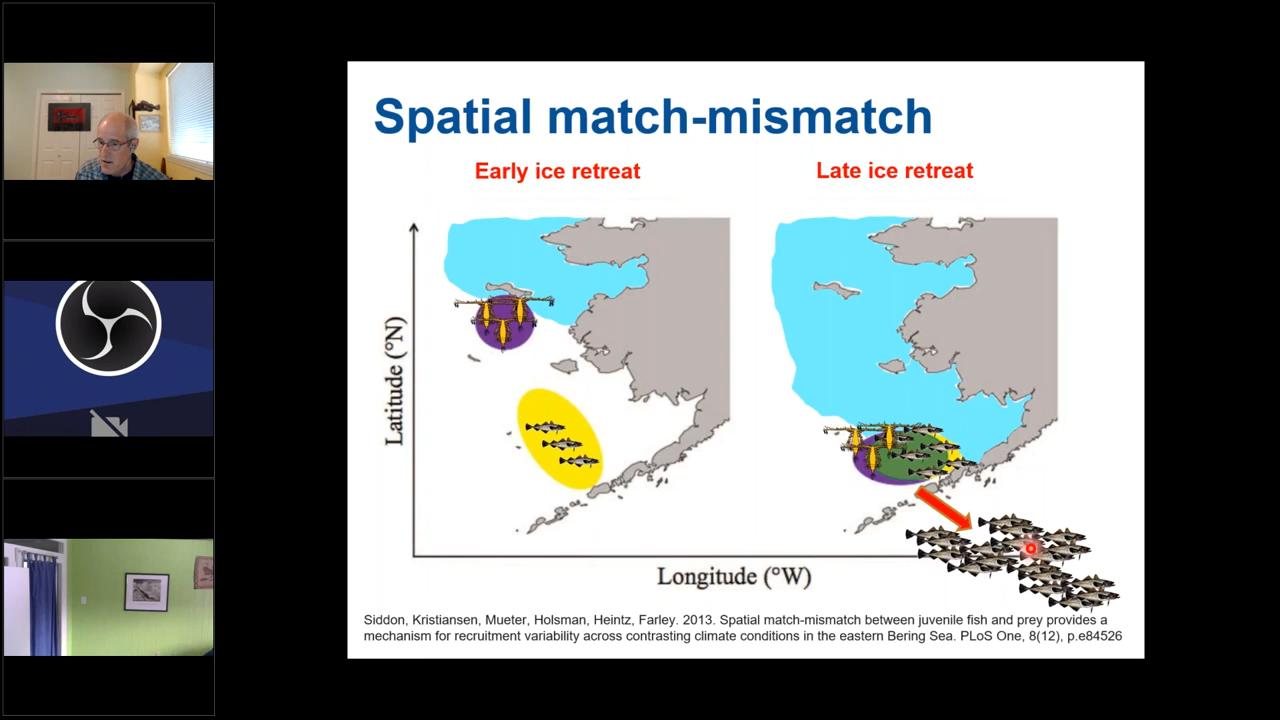 Spatial match-mismatch
Early ice retreat
Late ice retreat
Latitude (°N)
Longitude (°W)
Siddon, Kristiansen, Mueter, Holsman, Heintz, Farley. 2013. Spatial match-mismatch between juvenile fish and prey provides a
mechanism for recruitment variability across contrasting climate conditions in the eastern Bering Sea. PLoS One, 8(12), p.e84526